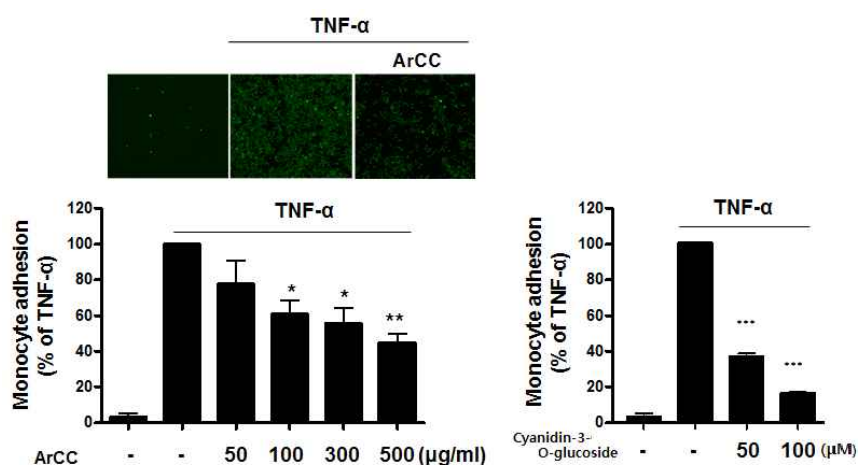 TNF-α
ArCC
120
100
80
60
40
20
0
Monocyte adhesion
(% of TNF-α)
TNF-α
*
*
**
ArCC - - 50 100 300 500 (μg/ml)
120
100
80
60
40
20
0
Monocyte adhesion
(% of TNF-α)
TNF-α
***
***
Cyanidin-3-
O-glucoside - - 50 100 (μM)